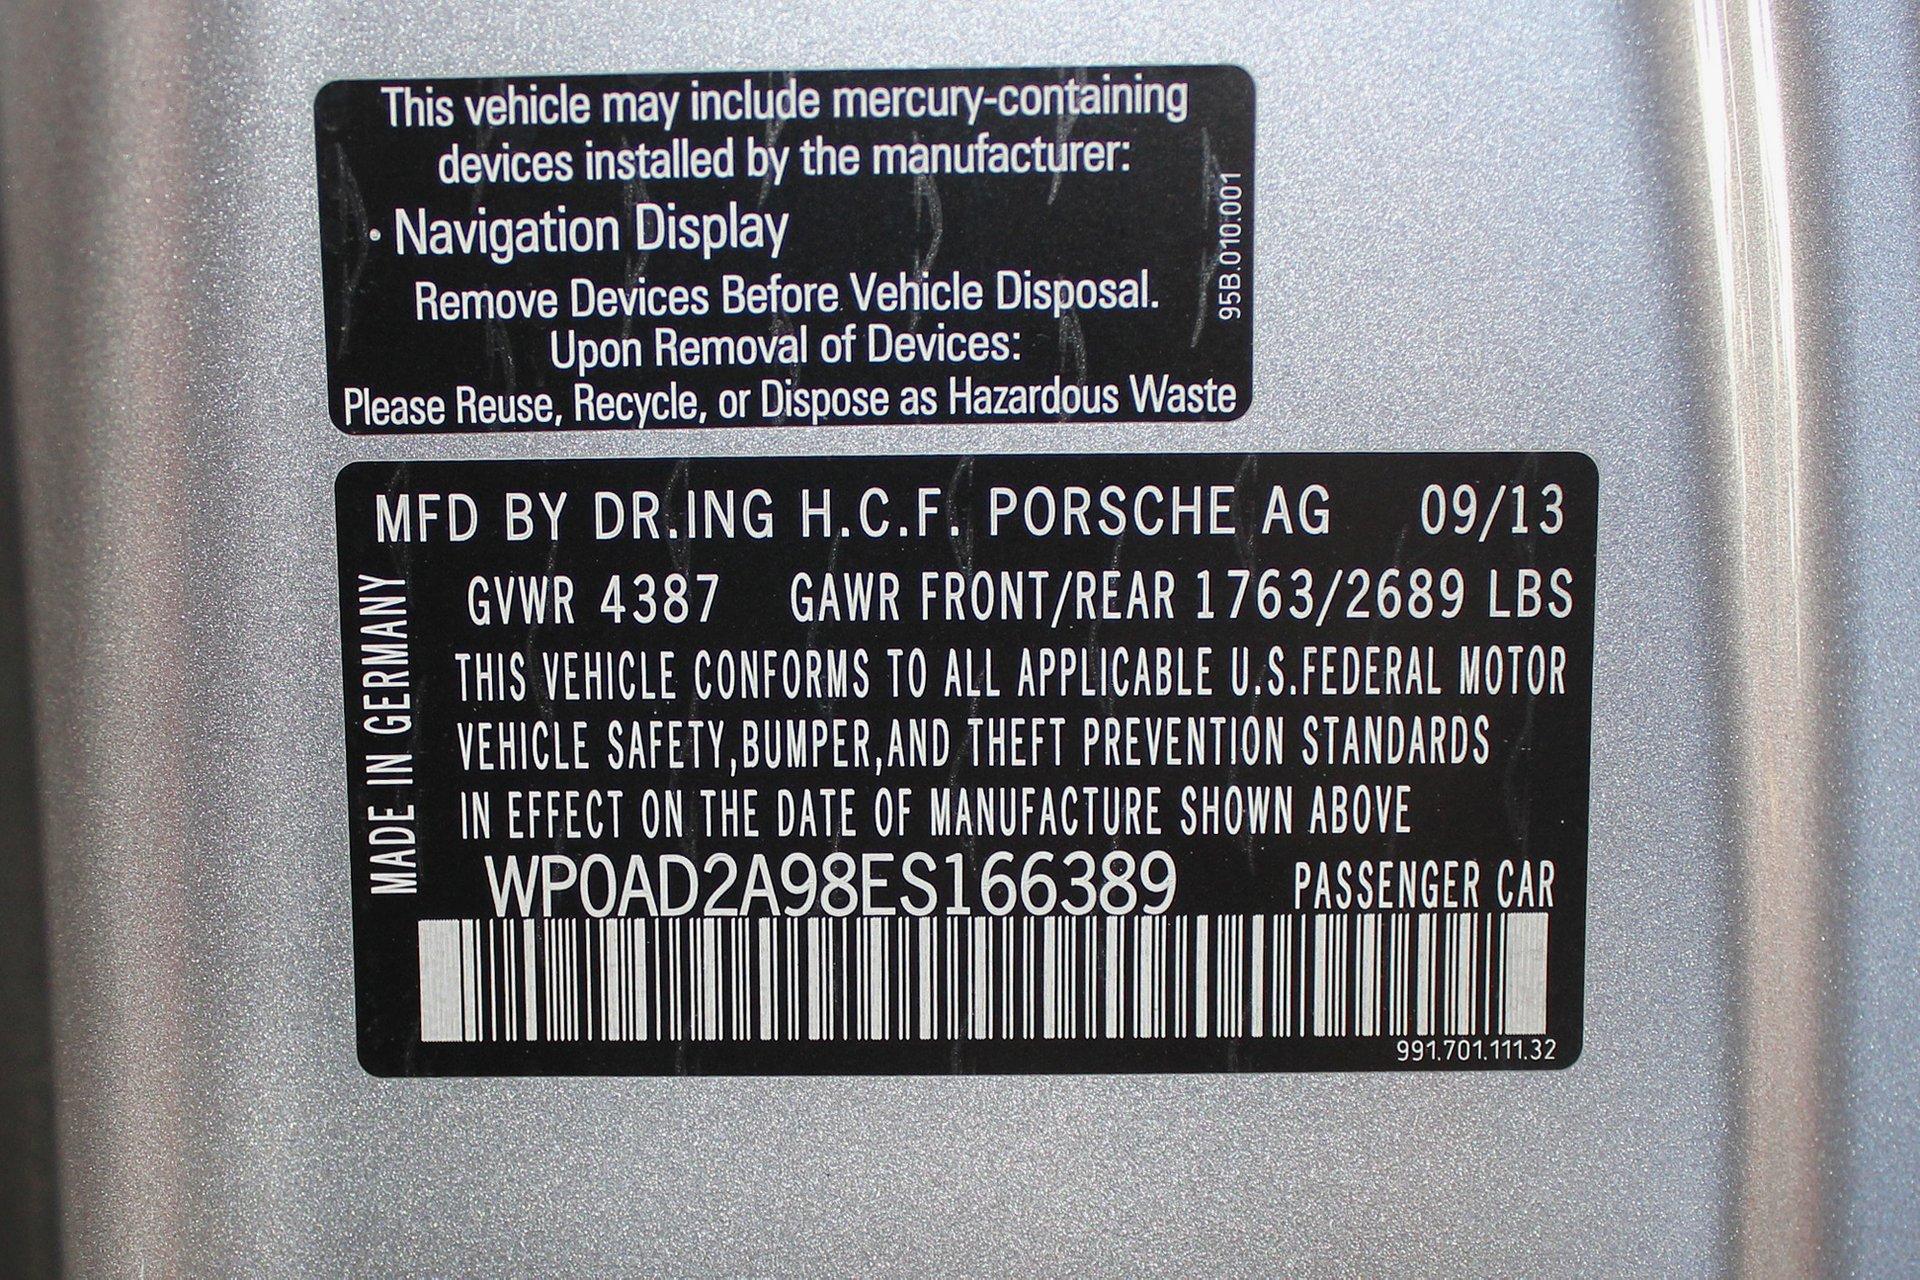 This vehicle may include mercury-containing
devices installed by the manufacturer:
· Navigation Display
Remove Devices Before Vehicle Disposal.
Upon Removal of Devices:
Please Reuse, Recycle, or Dispose as Hazardous Waste
95B.010.001
MFD BY DR.ING H.C.F. PORSCHE AG 09/13
GVWR 4387 GAWR FRONT/REAR 1763/2689 LBS
THIS VEHICLE CONFORMS TO ALL APPLICABLE U.S.FEDERAL MOTOR
VEHICLE SAFETY,BUMPER,AND THEFT PREVENTION STANDARDS
IN EFFECT ON THE DATE OF MANUFACTURE SHOWN ABOVE
WP0AD2A98ES166389 PASSENGER CAR
MADE IN GERMANY
991.701.111.32